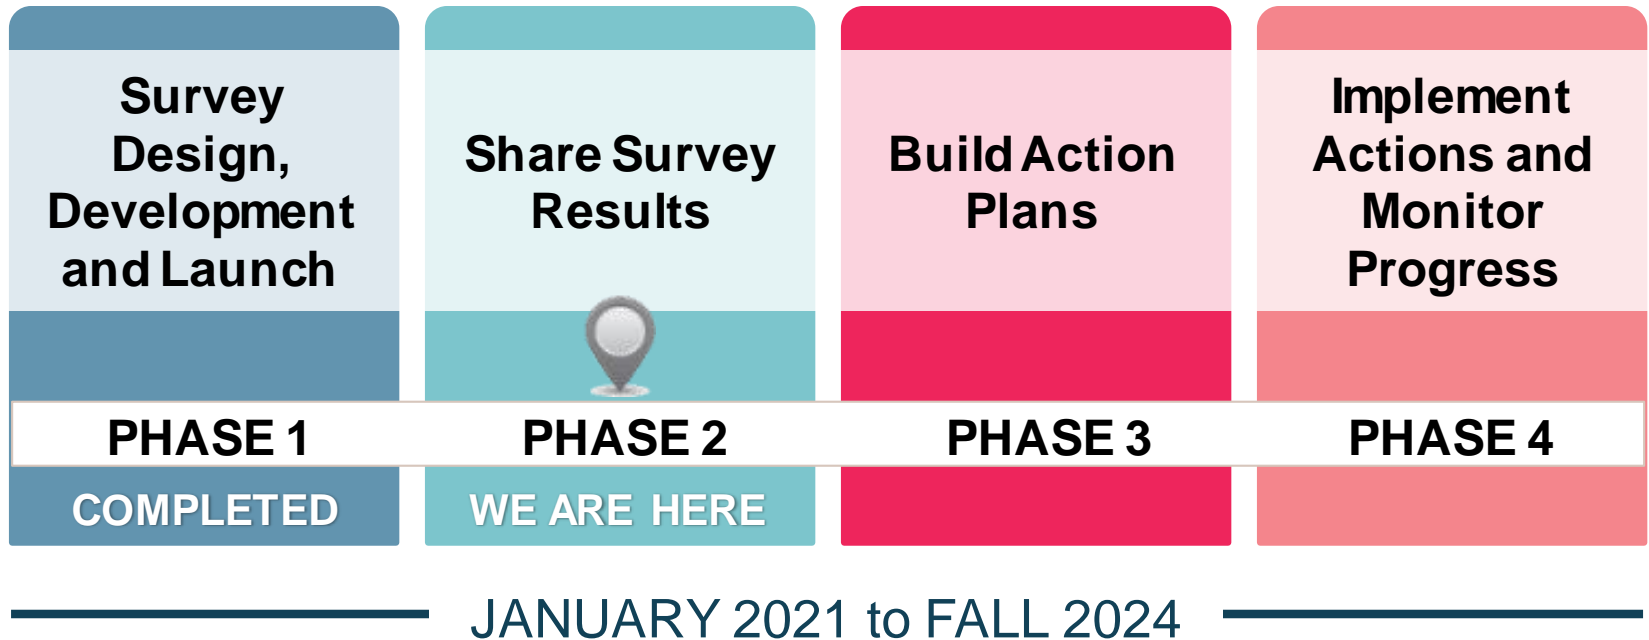 Survey
Design,
Development
and Launch
Share Survey
Results
Build Action
Plans
Implement
Actions and
Monitor
Progress
PHASE 1
PHASE 2
PHASE 3
PHASE 4
COMPLETED
WE ARE HERE
JANUARY 2021 to FALL 2024